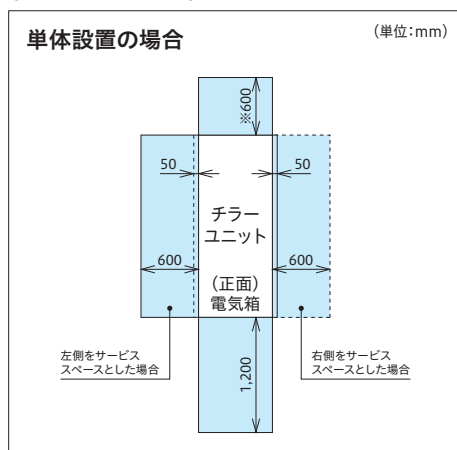 単体設置の場合
(単位:mm)
※600
50
50
チラー
ユニット
600
600
(正面)
電気箱
左側をサービス
スペースとした場合
右側をサービス
スペースとした場合
1,200